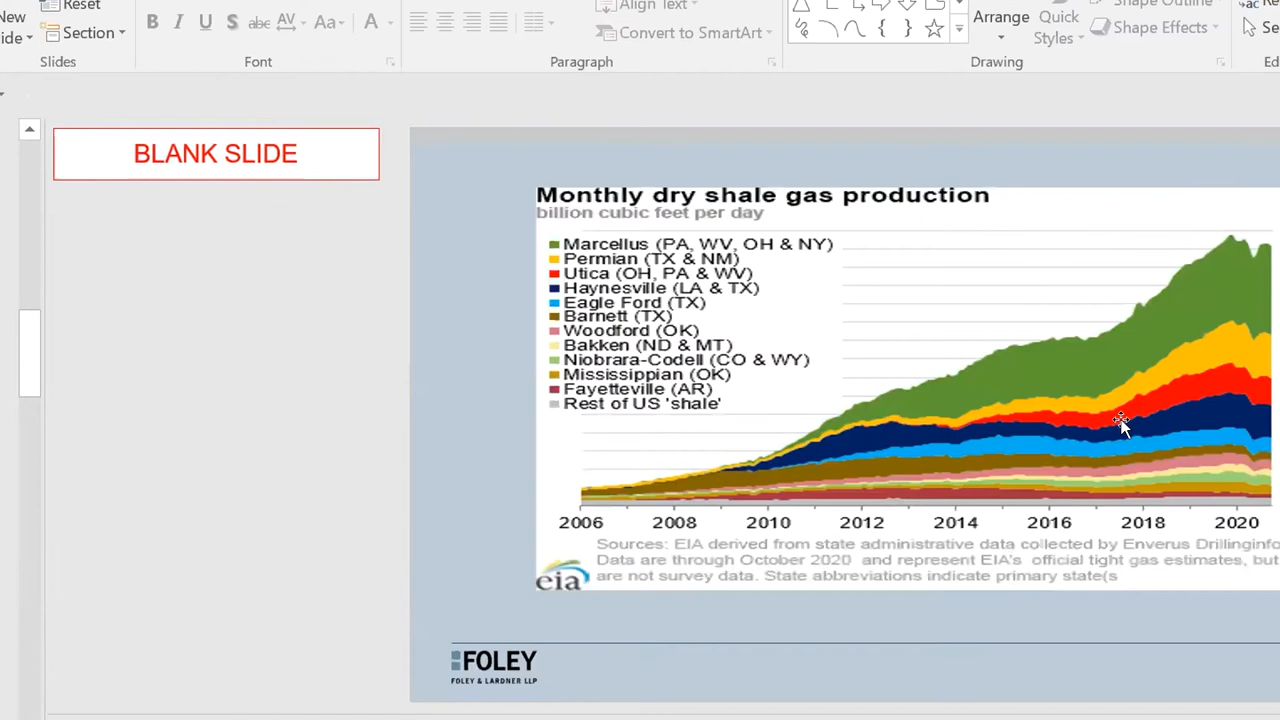 Reset
New
Slide
Section
B I U S abc AV Aa A
Align Text
Convert to SmartArt
Arrange
Quick
Styles
Shape Outline
Shape Effects
Slides
Font
Paragraph
Drawing
BLANK SLIDE
Monthly dry shale gas production
billion cubic feet per day
Marcellus (PA, WV, OH & NY)
Permian (TX & NM)
Utica (OH, PA & WV)
Haynesville (LA & TX)
Eagle Ford (TX)
Barnett (TX)
Woodford (OK)
Bakken (ND & MT)
Niobrara-Codell (CO & WY)
Mississippian (OK)
Fayetteville (AR)
Rest of US 'shale'
2006 2008 2010 2012 2014 2016 2018 2020
Sources: EIA derived from state administrative data collected by Enverus Drillinginfo
Data are through October 2020 and represent EIA's official tight gas estimates, but
are not survey data. State abbreviations indicate primary state(s
eia
FOLEY
FOLEY & LARDNER LLP